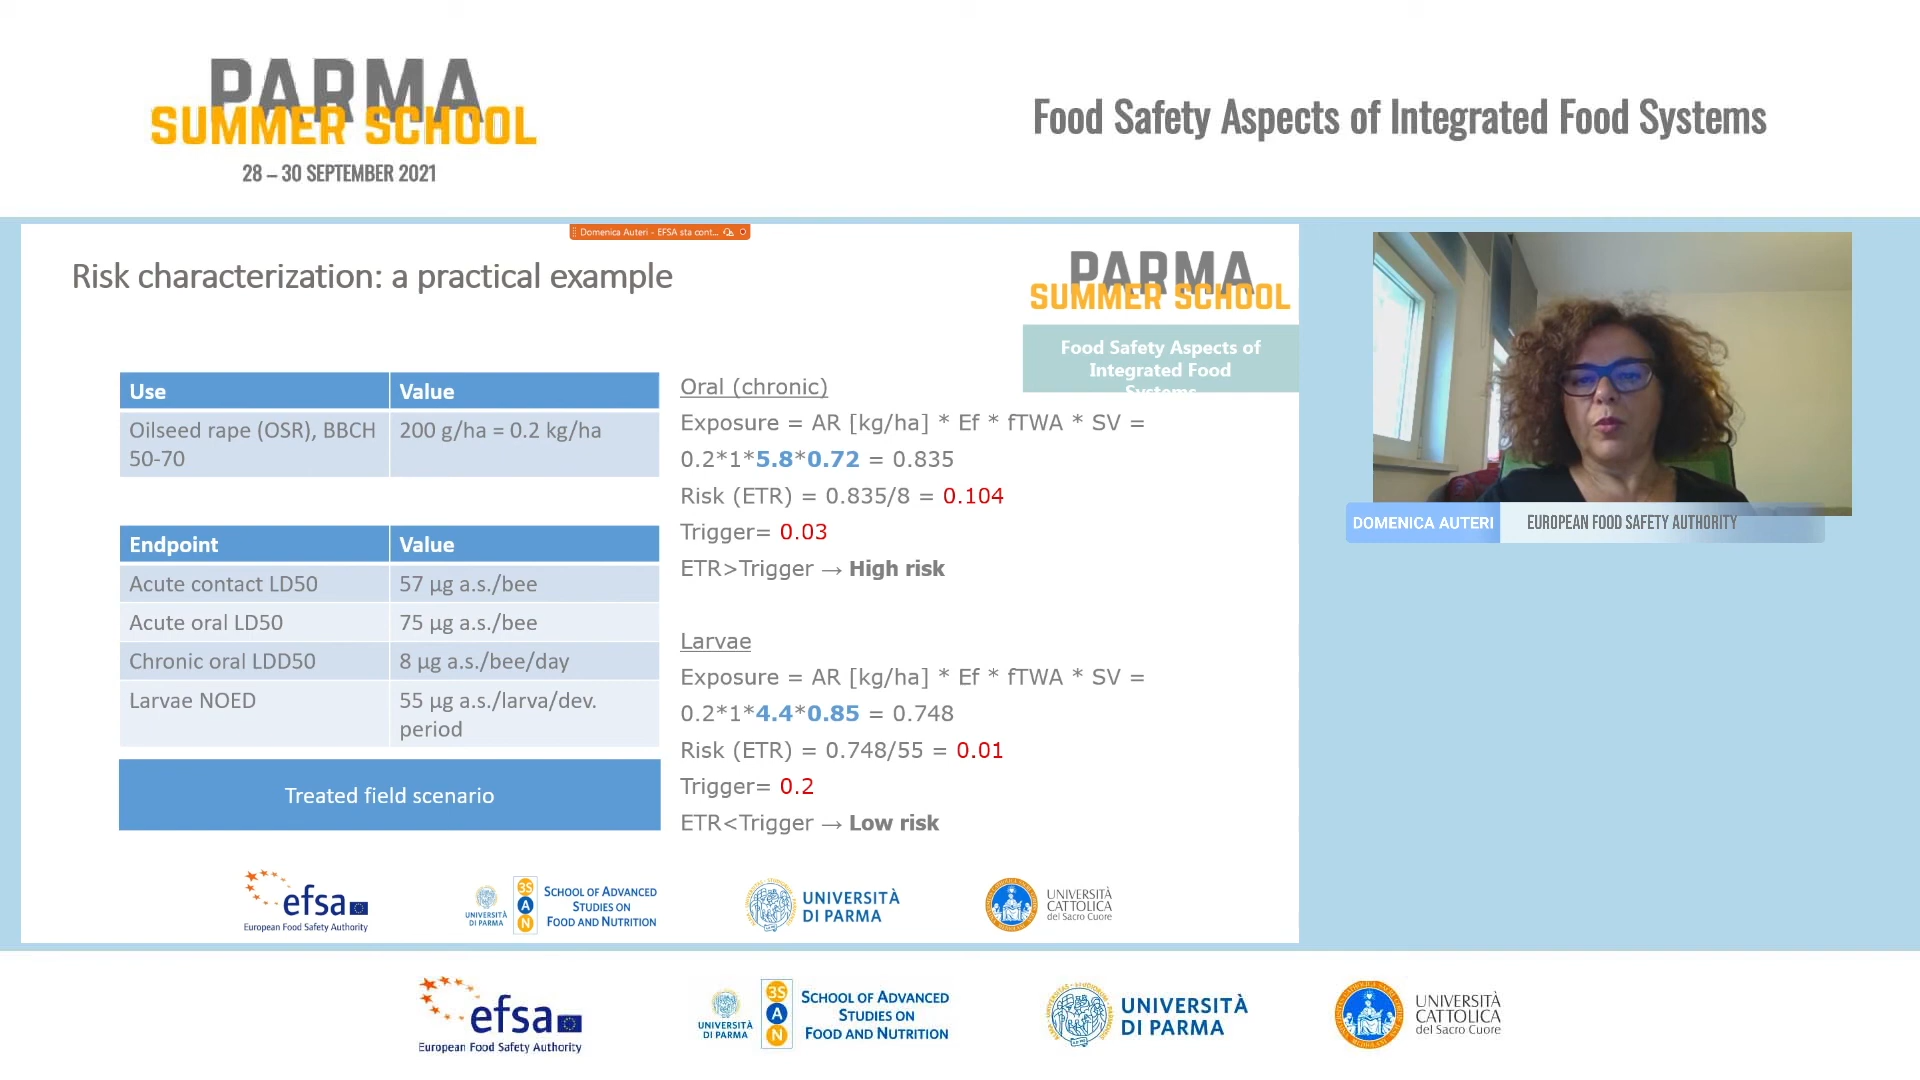 PARMA
SUMMER SCHOOL
28 – 30 SEPTEMBER 2021
Food Safety Aspects of Integrated Food Systems
Domenica Auteri - EFSA sta cont...
Risk characterization: a practical example
PARMA
SUMMER SCHOOL
Food Safety Aspects of
Integrated Food
Systems
Use Value
Oilseed rape (OSR), BBCH 200 g/ha = 0.2 kg/ha
50-70
Endpoint Value
Acute contact LD50 57 µg a.s./bee
Acute oral LD50 75 µg a.s./bee
Chronic oral LDD50 8 µg a.s./bee/day
Larvae NOED 55 µg a.s./larva/dev.
period
Treated field scenario
Oral (chronic)
Exposure = AR [kg/ha] * Ef * fTWA * SV =
0.2*1*5.8*0.72 = 0.835
Risk (ETR) = 0.835/8 = 0.104
Trigger= 0.03
ETR>Trigger → High risk
Larvae
Exposure = AR [kg/ha] * Ef * fTWA * SV =
0.2*1*4.4*0.85 = 0.748
Risk (ETR) = 0.748/55 = 0.01
Trigger= 0.2
ETR<Trigger → Low risk
DOMENICA AUTERI EUROPEAN FOOD SAFETY AUTHORITY
efsa
European Food Safety Authority
UNIVERSITÀ
DI PARMA
3S
A
N
SCHOOL OF ADVANCED
STUDIES ON
FOOD AND NUTRITION
UNIVERSITÀ
DI PARMA
UNIVERSITÀ
CATTOLICA
del Sacro Cuore
efsa
European Food Safety Authority
UNIVERSITÀ
DI PARMA
3S
A
N
SCHOOL OF ADVANCED
STUDIES ON
FOOD AND NUTRITION
UNIVERSITÀ
DI PARMA
UNIVERSITÀ
CATTOLICA
del Sacro Cuore